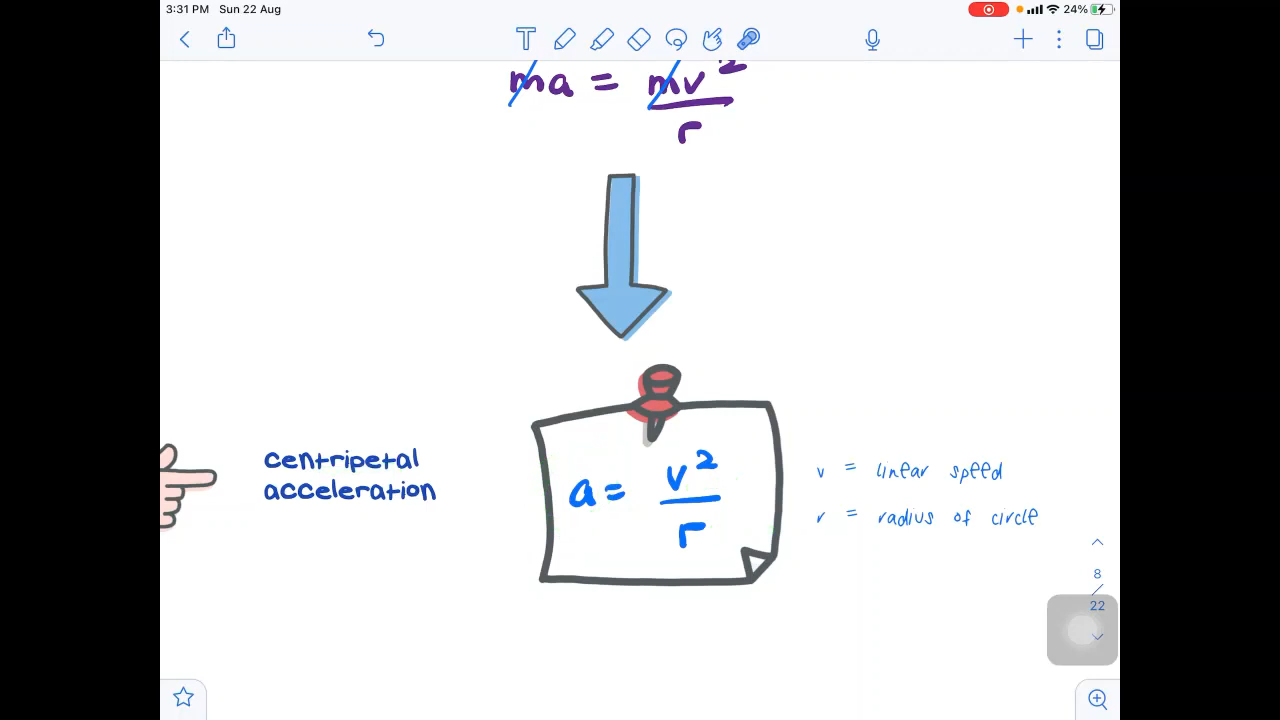 3:31 PM Sun 22 Aug
24%
T
ma = mv²
r
centripetal
acceleration
a = v²
r
v = linear speed
r = radius of circle
8
/
22